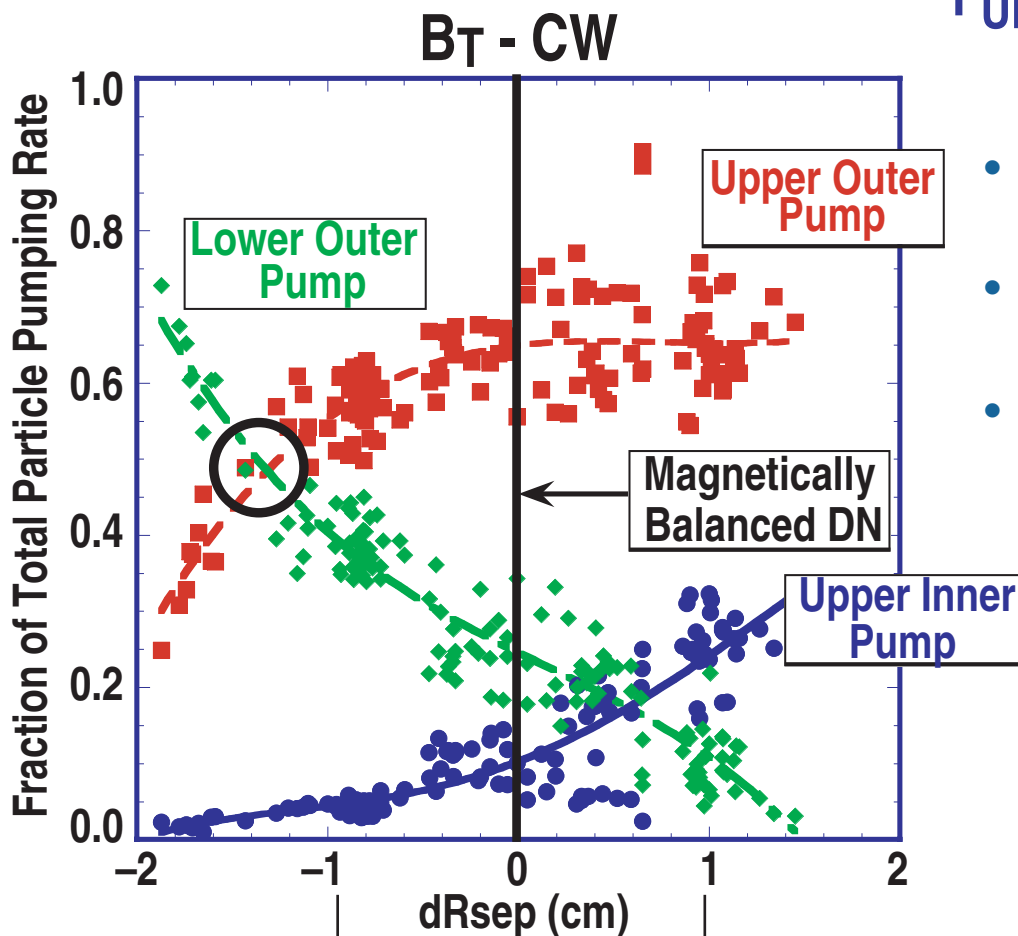 BT - CW
Fraction of Total Particle Pumping Rate
1.0
0.8
0.6
0.4
0.2
0.0
Upper Outer
Pump
Lower Outer
Pump
Magnetically
Balanced DN
Upper Inner
Pump
−2
−1
0
1
2
dRsep (cm)